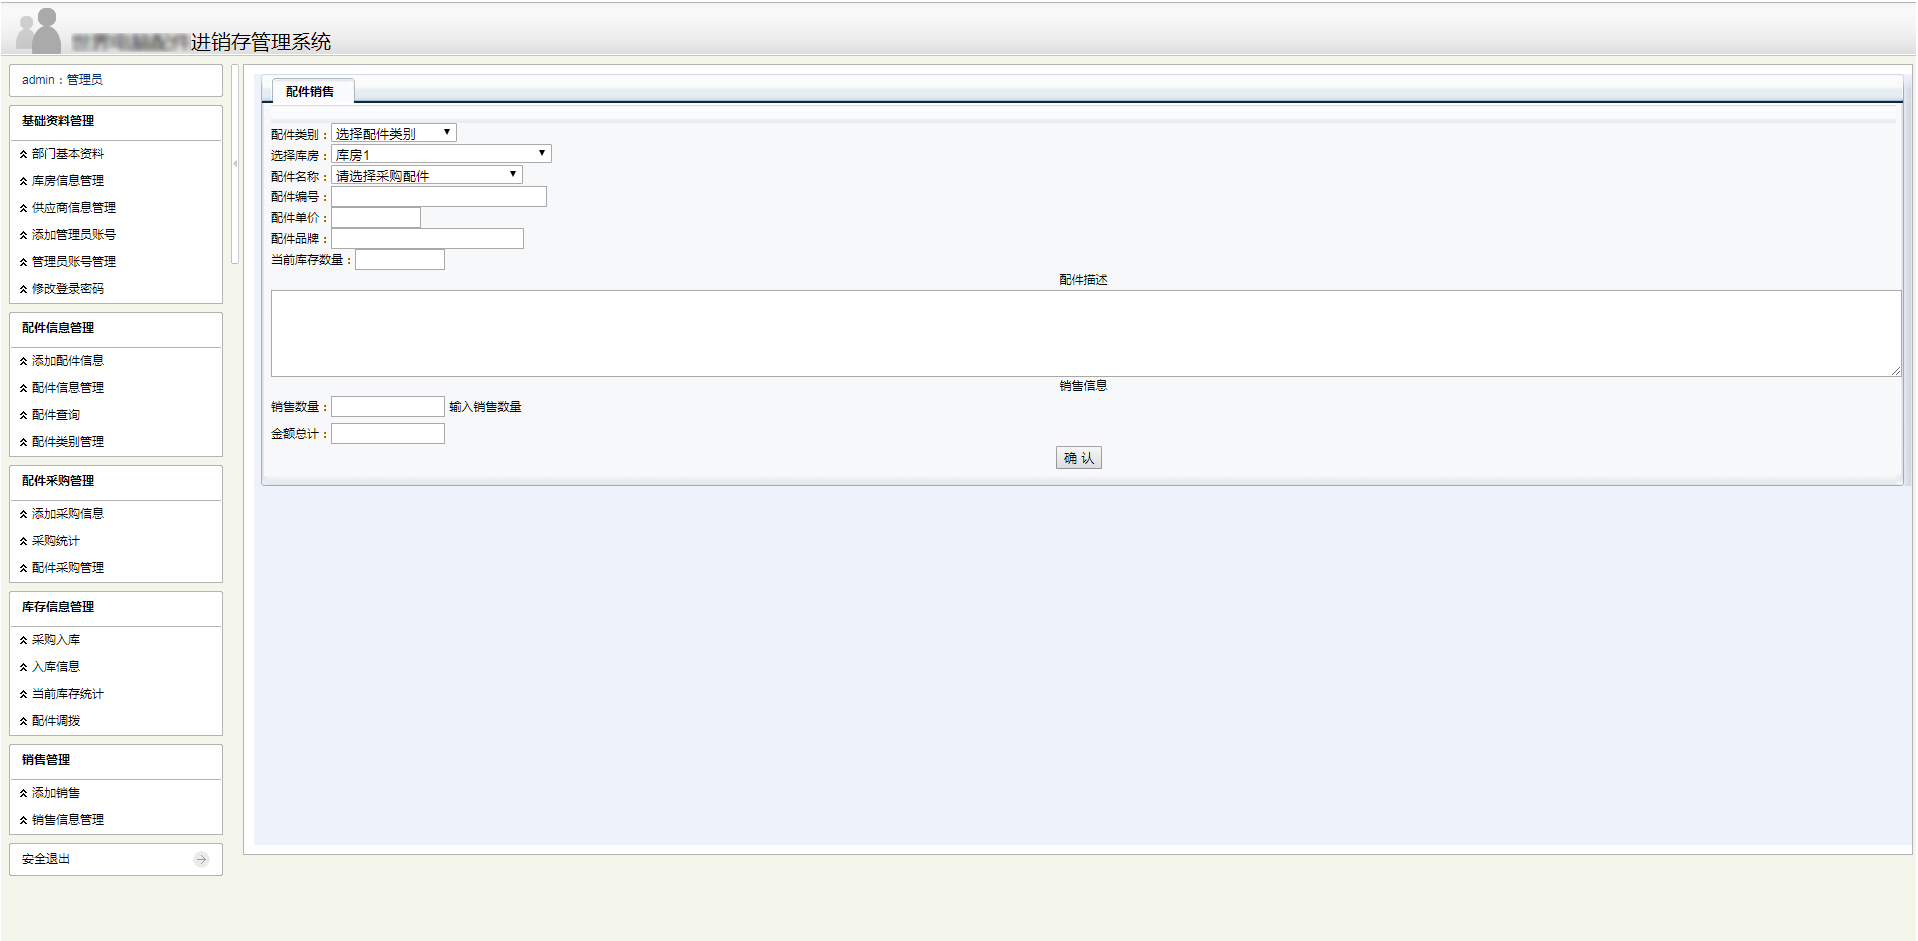 进销存管理系统
admin：管理员
基础资料管理
部门基本资料
库房信息管理
供应商信息管理
添加管理员账号
管理员账号管理
修改登录密码
配件信息管理
添加配件信息
配件信息管理
配件查询
配件类别管理
配件采购管理
添加采购信息
采购统计
配件采购管理
库存信息管理
采购入库
入库信息
当前库存统计
配件调拨
销售管理
添加销售
销售信息管理
安全退出
配件销售
配件类别：选择配件类别
选择库房：库房1
配件名称：请选择采购配件
配件编号：
配件单价：
配件品牌：
当前库存数量：
配件描述
销售信息
销售数量：输入销售数量
金额总计：
确 认